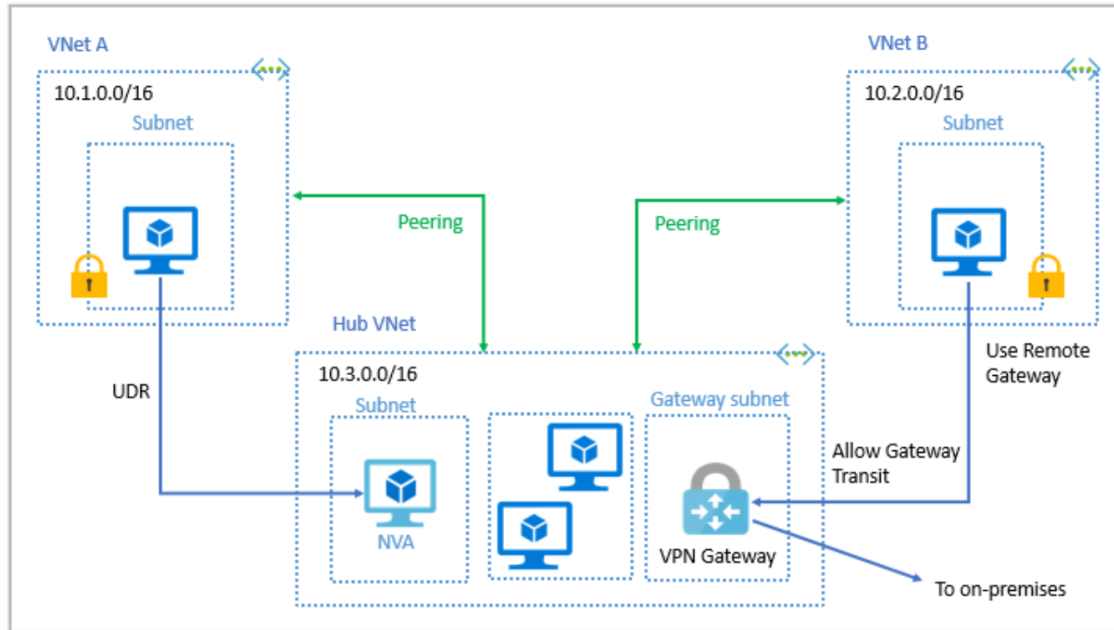 VNet A
10.1.0.0/16
Subnet
VNet B
10.2.0.0/16
Subnet
Peering
Peering
UDR
Hub VNet
10.3.0.0/16
Subnet
NVA
Gateway subnet
VPN Gateway
Use Remote
Gateway
Allow Gateway
Transit
To on-premises